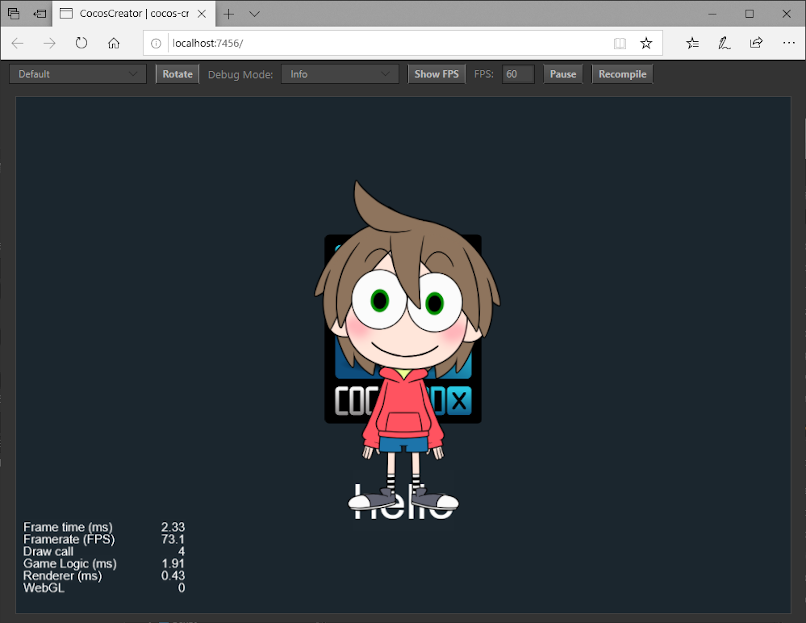 CocosCreator | cocos-cr
localhost:7456/
Default Rotate Debug Mode: Info Show FPS FPS: 60 Pause Recompile
COC X
hello
Frame time (ms) 2.33
Framerate (FPS) 73.1
Draw call 4
Game Logic (ms) 1.91
Renderer (ms) 0.43
WebGL 0